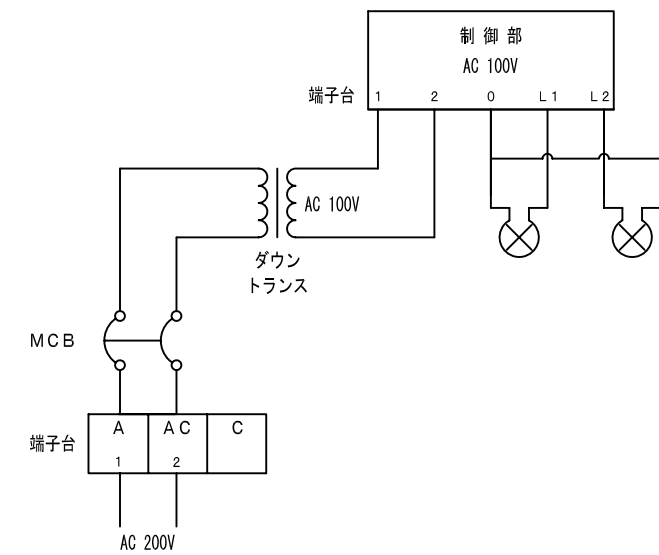 制御部
AC 100V
端子台 1 2 0 L1 L2
AC 100V
ダウン
トランス
MCB
A AC C
端子台
1 2
AC 200V